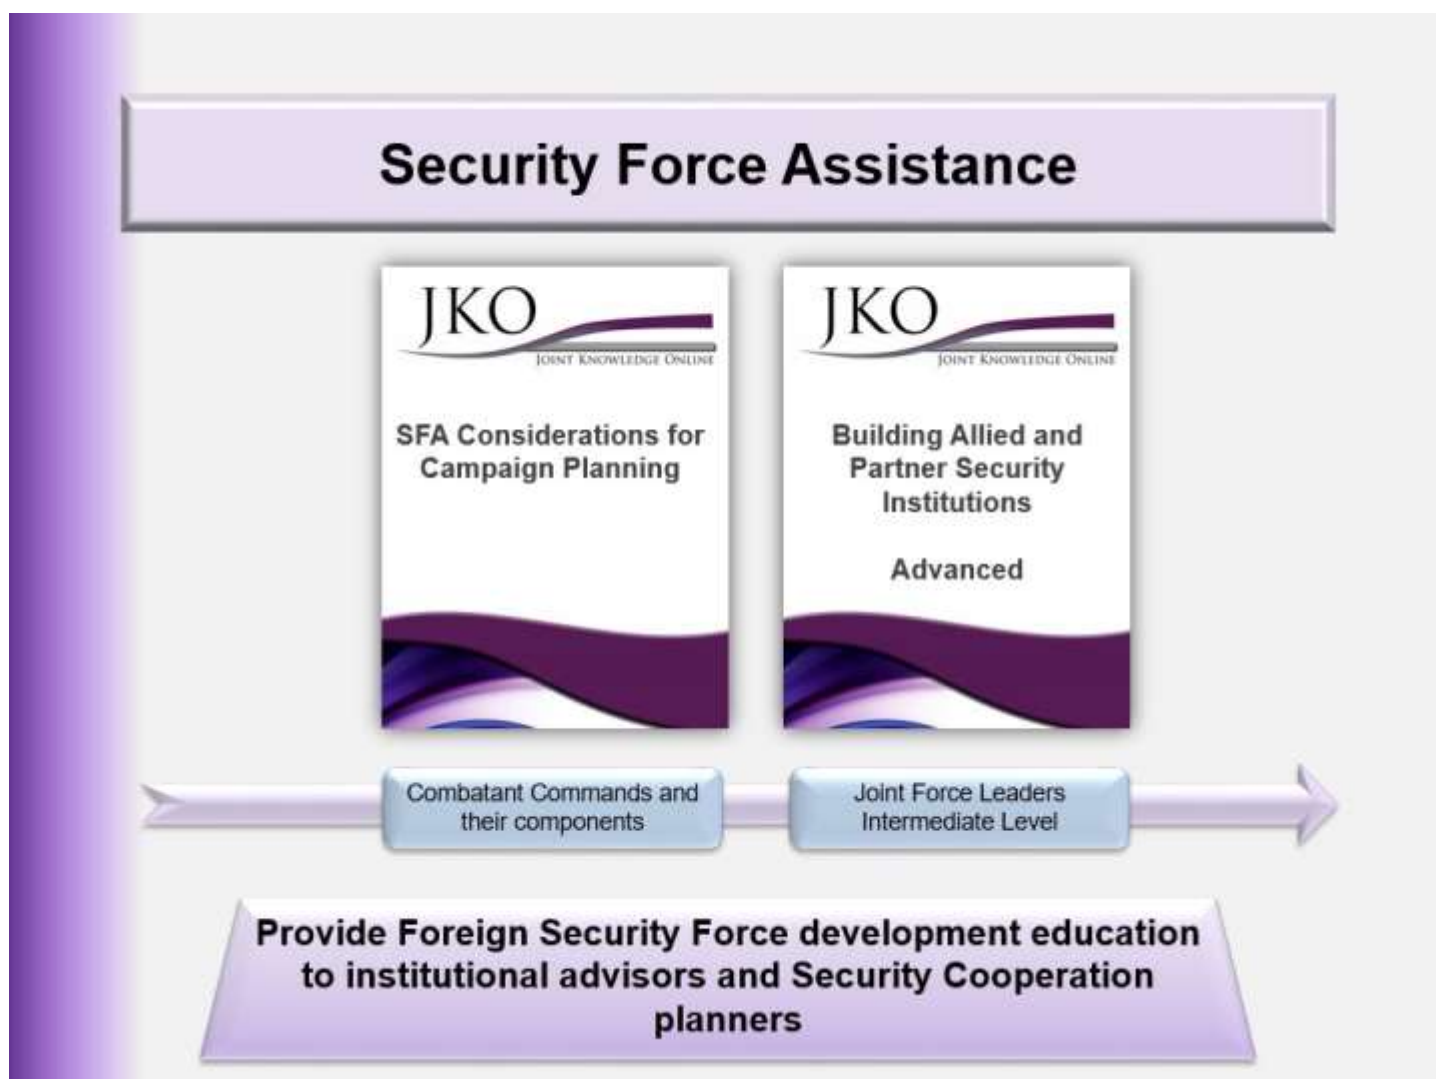 Security Force Assistance
JKO
JOINT KNOWLEDGE ONLINE
SFA Considerations for
Campaign Planning
JKO
JOINT KNOWLEDGE ONLINE
Building Allied and
Partner Security
Institutions
Advanced
Combatant Commands and
their components
Joint Force Leaders
Intermediate Level
Provide Foreign Security Force development education
to institutional advisors and Security Cooperation
planners